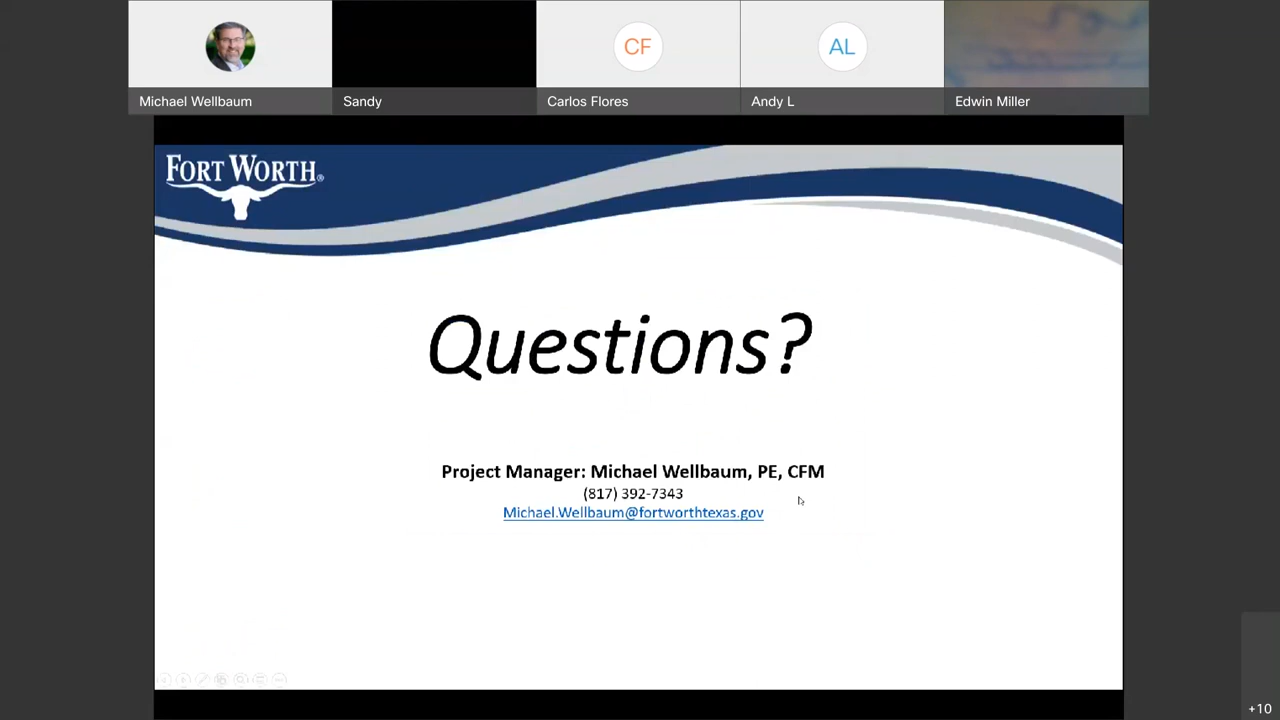 CF
AL
Michael Wellbaum
Sandy
Carlos Flores
Andy L
Edwin Miller
FORT WORTH®
Questions?
Project Manager: Michael Wellbaum, PE, CFM
(817) 392-7343
Michael.Wellbaum@fortworthtexas.gov
+10